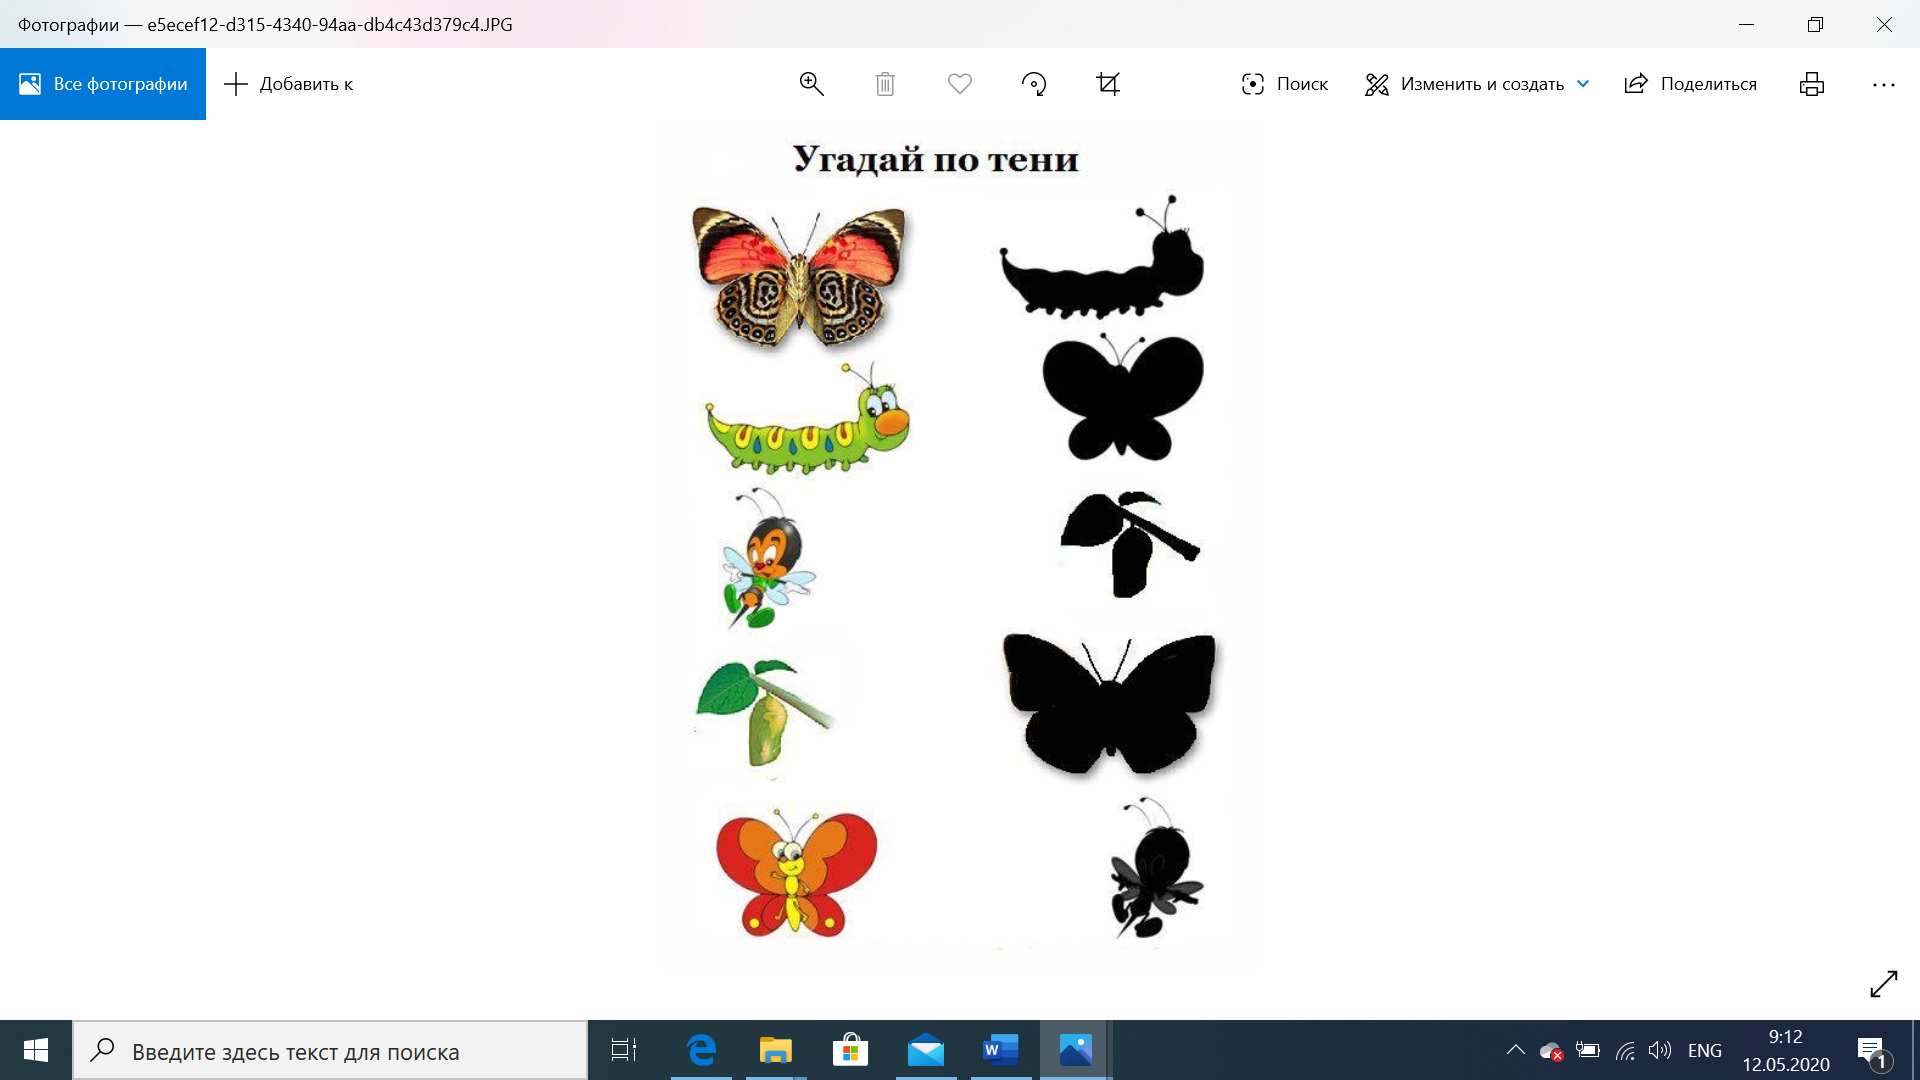 Фотографии — e5ecef12-d315-4340-94aa-db4c43d379c4.JPG
Все фотографии
Добавить к
Поиск
Изменить и создать
Поделиться
Угадай по тени
Введите здесь текст для поиска
W
ENG
9:12
12.05.2020
1